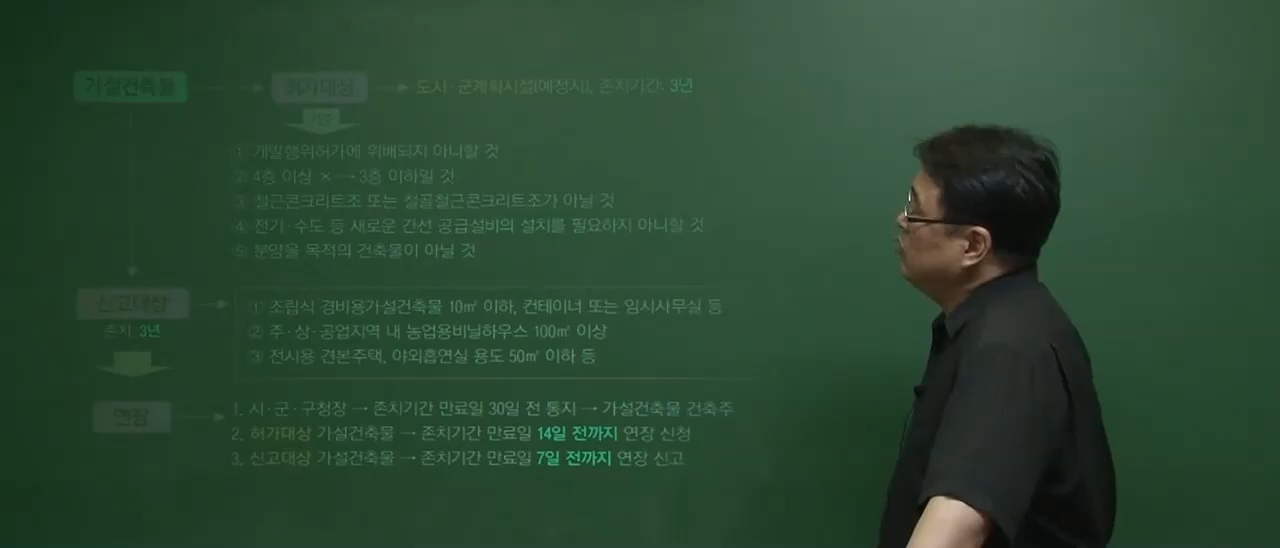 가설건축물 허가대상 도시·군계획시설(예정지), 존치기간: 3년
① 개발행위허가에 위배되지 아니할 것
② 4층 이상 × → 3층 이하일 것
③ 철근콘크리트조 또는 철골철근콘크리트조가 아닐 것
④ 전기·수도 등 새로운 간선 공급설비의 설치를 필요하지 아니할 것
⑤ 분양을 목적의 건축물이 아닐 것
신고대상
존치 3년
① 조립식 경비용가설건축물 10㎡ 이하, 컨테이너 또는 임시사무실 등
② 주·상·공업지역 내 농업용비닐하우스 100㎡ 이상
③ 전시용 견본주택, 야외흡연실 용도 50㎡ 이하 등
연장
1. 시·군·구청장 → 존치기간 만료일 30일 전 통지 → 가설건축물 건축주
2. 허가대상 가설건축물 → 존치기간 만료일 14일 전까지 연장 신청
3. 신고대상 가설건축물 → 존치기간 만료일 7일 전까지 연장 신고